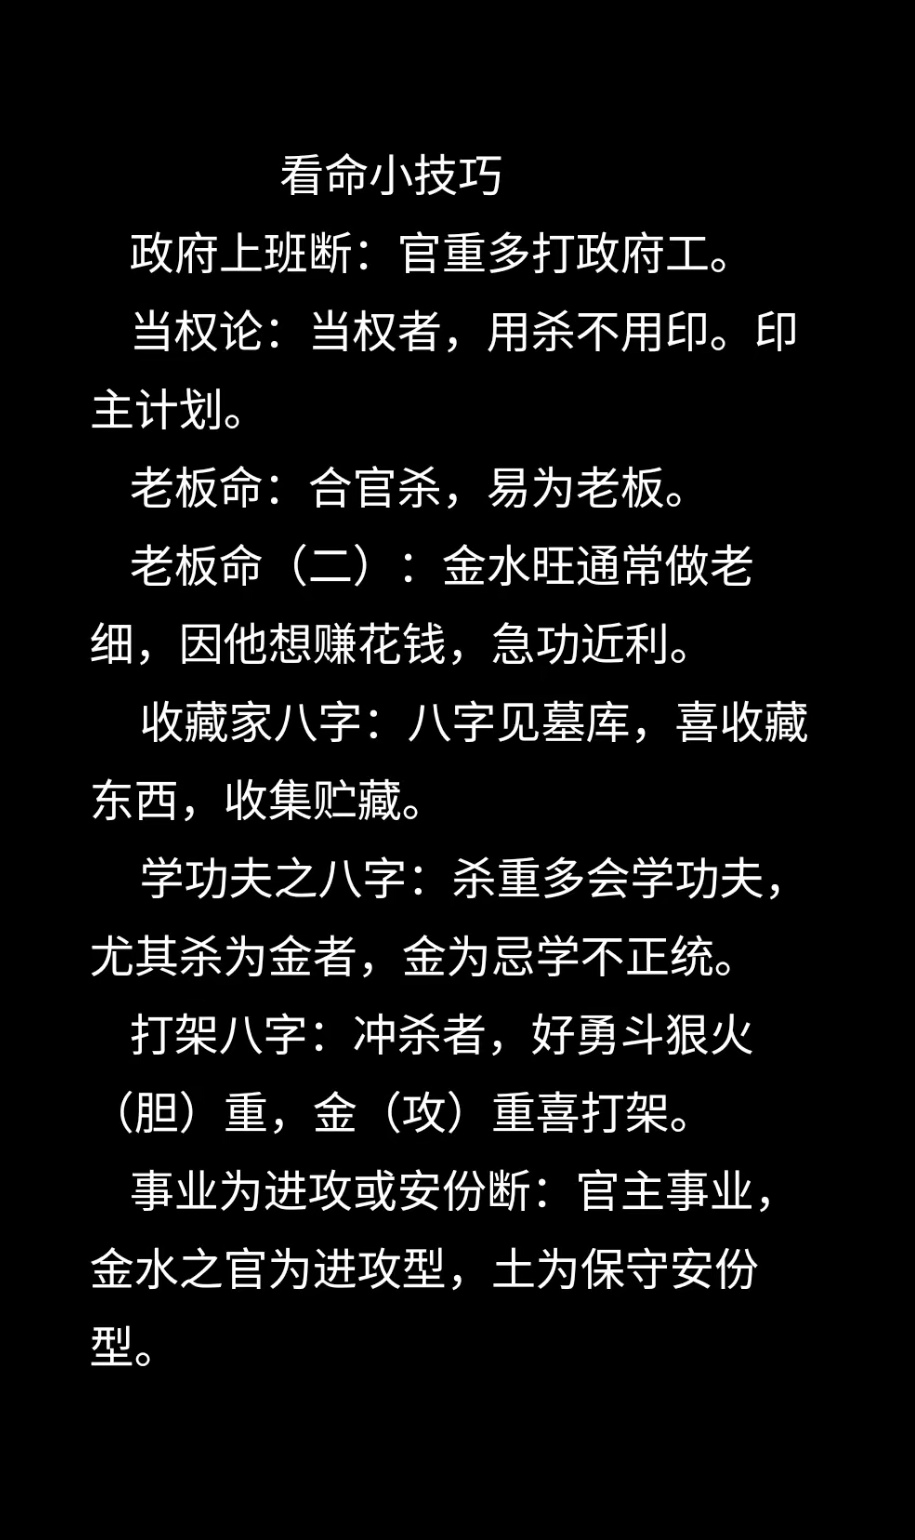 看命小技巧
政府上班断：官重多打政府工。
当权论：当权者，用杀不用印。印
主计划。
老板命：合官杀，易为老板。
老板命（二）：金水旺通常做老
细，因他想赚花钱，急功近利。
收藏家八字：八字见墓库，喜收藏
东西，收集贮藏。
学功夫之八字：杀重多会学功夫，
尤其杀为金者，金为忌学不正统。
打架八字：冲杀者，好勇斗狠火
（胆）重，金（攻）重喜打架。
事业为进攻或安份断：官主事业，
金水之官为进攻型，土为保守安份
型。